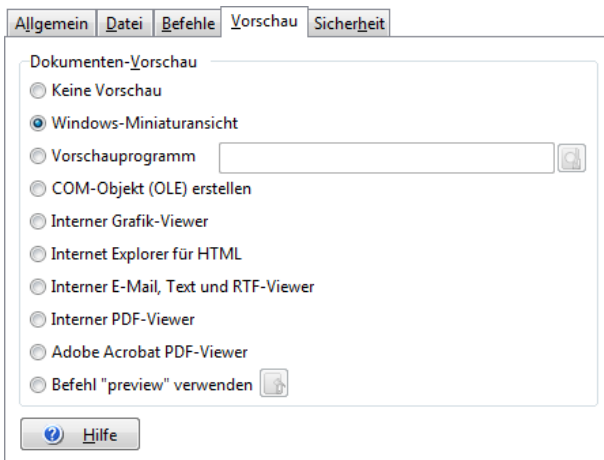 Allgemein Datei Befehle Vorschau Sicherheit
Dokumenten-Vorschau
Keine Vorschau
Windows-Miniaturansicht
Vorschauprogramm
COM-Objekt (OLE) erstellen
Interner Grafik-Viewer
Internet Explorer für HTML
Interner E-Mail, Text und RTF-Viewer
Interner PDF-Viewer
Adobe Acrobat PDF-Viewer
Befehl "preview" verwenden
Hilfe